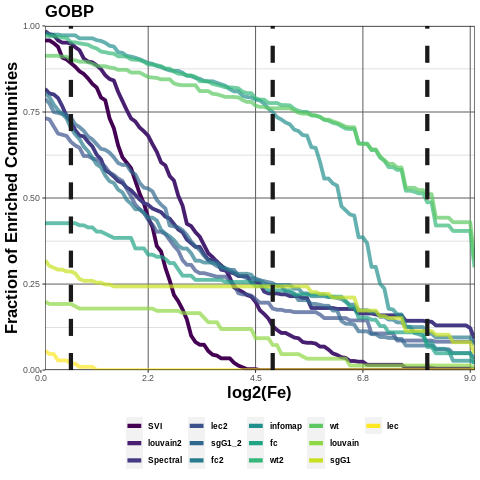 GOBP
Fraction of Enriched Communities
1.00
0.75
0.50
0.25
0.00
0.0 2.2 4.5 6.8 9.0
log2(Fe)
SVI lec2 infomap wt lec
louvain2 sgG1_2 fc louvain
Spectral fc2 wt2 sgG1